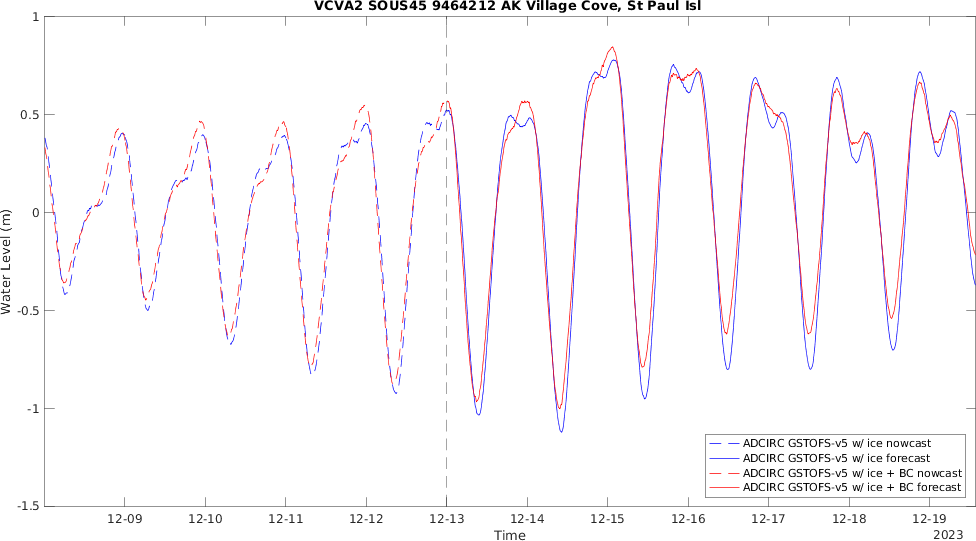 VCVA2 SOUS45 9464212 AK Village Cove, St Paul Isl
1
0.5
0
-0.5
-1
-1.5
Water Level (m)
12-09 12-10 12-11 12-12 12-13 12-14 12-15 12-16 12-17 12-18 12-19
Time
2023
ADCIRC GSTOFS-v5 w/ ice nowcast
ADCIRC GSTOFS-v5 w/ ice forecast
ADCIRC GSTOFS-v5 w/ ice + BC nowcast
ADCIRC GSTOFS-v5 w/ ice + BC forecast